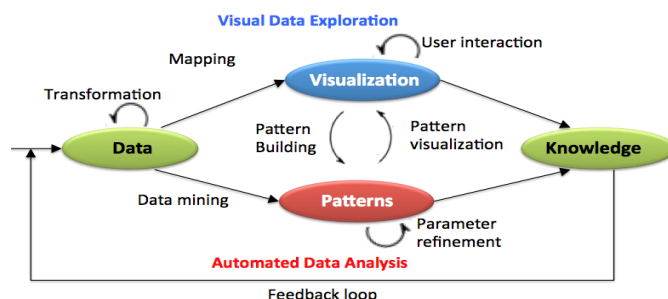 Visual Data Exploration
User interaction
Mapping
Visualization
Transformation
Pattern
Building
Pattern
visualization
Data
Knowledge
Data mining
Patterns
Parameter
refinement
Automated Data Analysis
Feedback loop